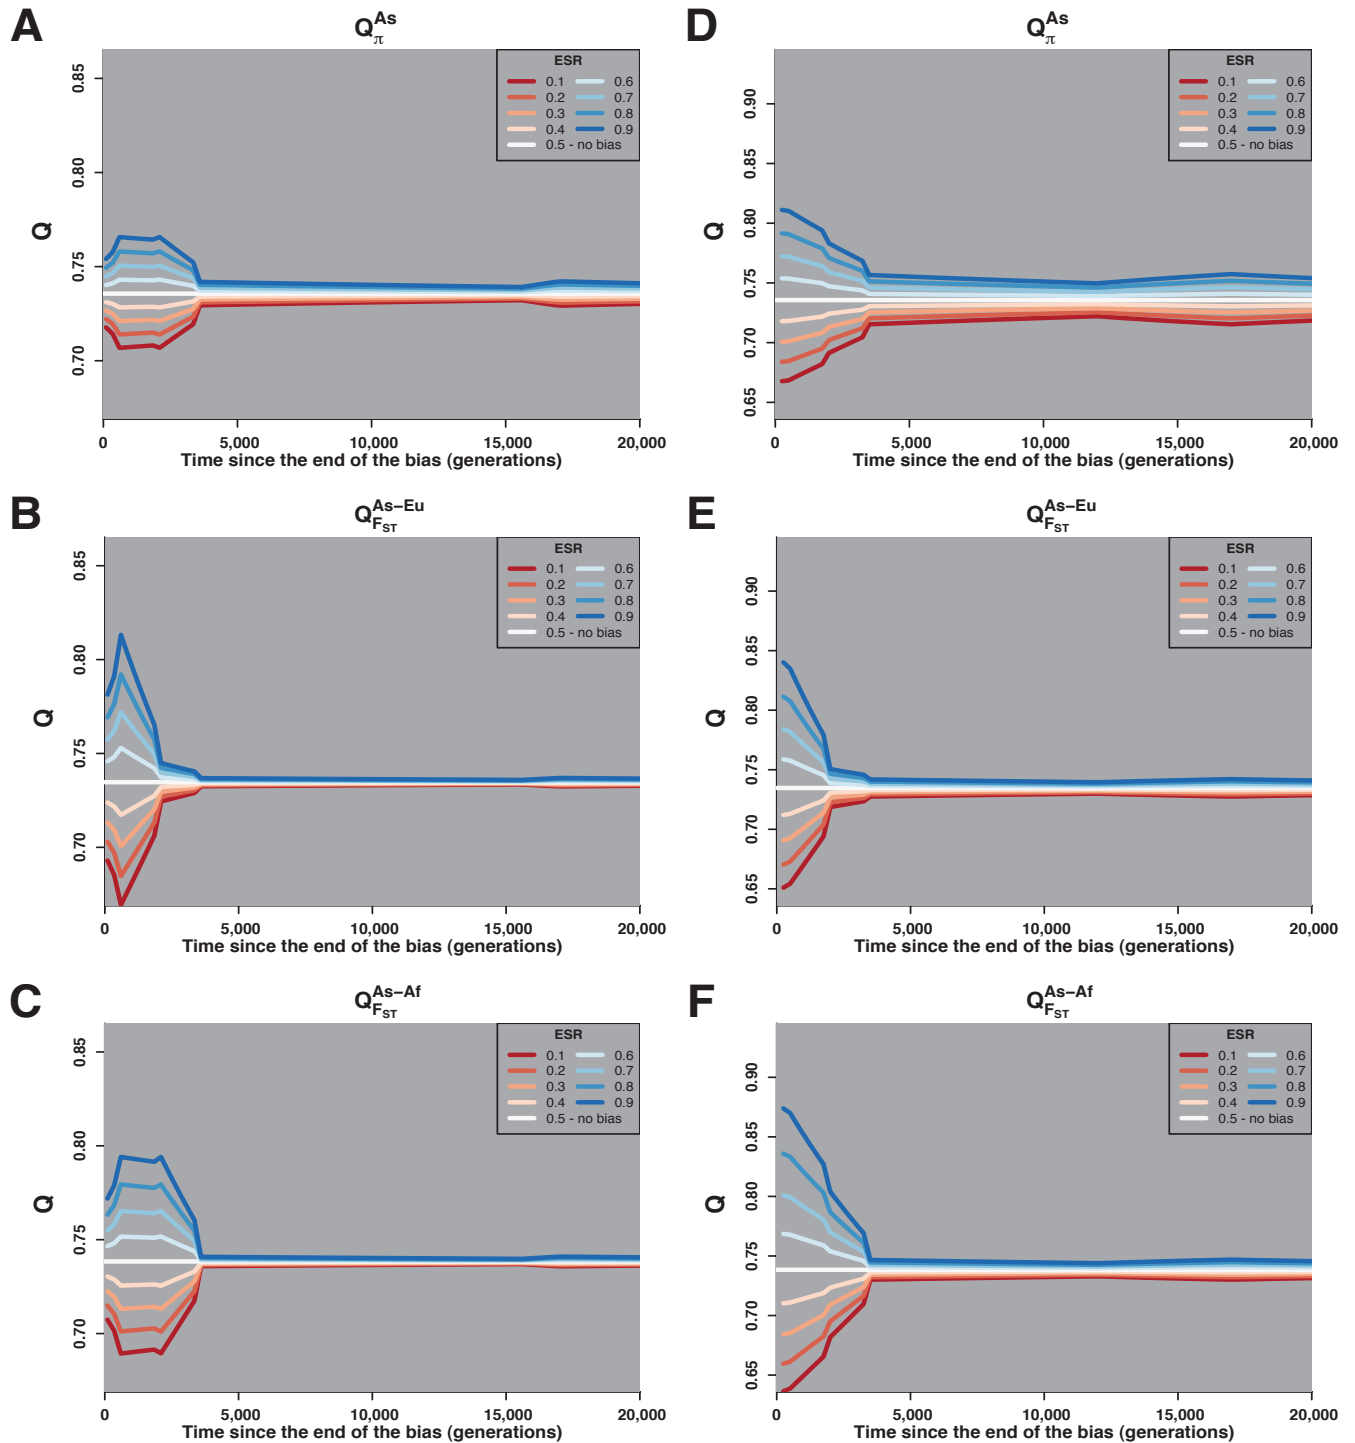 A
Q_π^As
0.85
0.80
0.75
0.70
Q
ESR
0.1 0.6
0.2 0.7
0.3 0.8
0.4 0.9
0.5 - no bias
0 5,000 10,000 15,000 20,000
Time since the end of the bias (generations)
D
Q_π^As
0.90
0.85
0.80
0.75
0.70
0.65
Q
ESR
0.1 0.6
0.2 0.7
0.3 0.8
0.4 0.9
0.5 - no bias
0 5,000 10,000 15,000 20,000
Time since the end of the bias (generations)
B
Q_FST^As–Eu
0.85
0.80
0.75
0.70
Q
ESR
0.1 0.6
0.2 0.7
0.3 0.8
0.4 0.9
0.5 - no bias
0 5,000 10,000 15,000 20,000
Time since the end of the bias (generations)
E
Q_FST^As–Eu
0.90
0.85
0.80
0.75
0.70
0.65
Q
ESR
0.1 0.6
0.2 0.7
0.3 0.8
0.4 0.9
0.5 - no bias
0 5,000 10,000 15,000 20,000
Time since the end of the bias (generations)
C
Q_FST^As–Af
0.85
0.80
0.75
0.70
Q
ESR
0.1 0.6
0.2 0.7
0.3 0.8
0.4 0.9
0.5 - no bias
0 5,000 10,000 15,000 20,000
Time since the end of the bias (generations)
F
Q_FST^As–Af
0.90
0.85
0.80
0.75
0.70
0.65
Q
ESR
0.1 0.6
0.2 0.7
0.3 0.8
0.4 0.9
0.5 - no bias
0 5,000 10,000 15,000 20,000
Time since the end of the bias (generations)